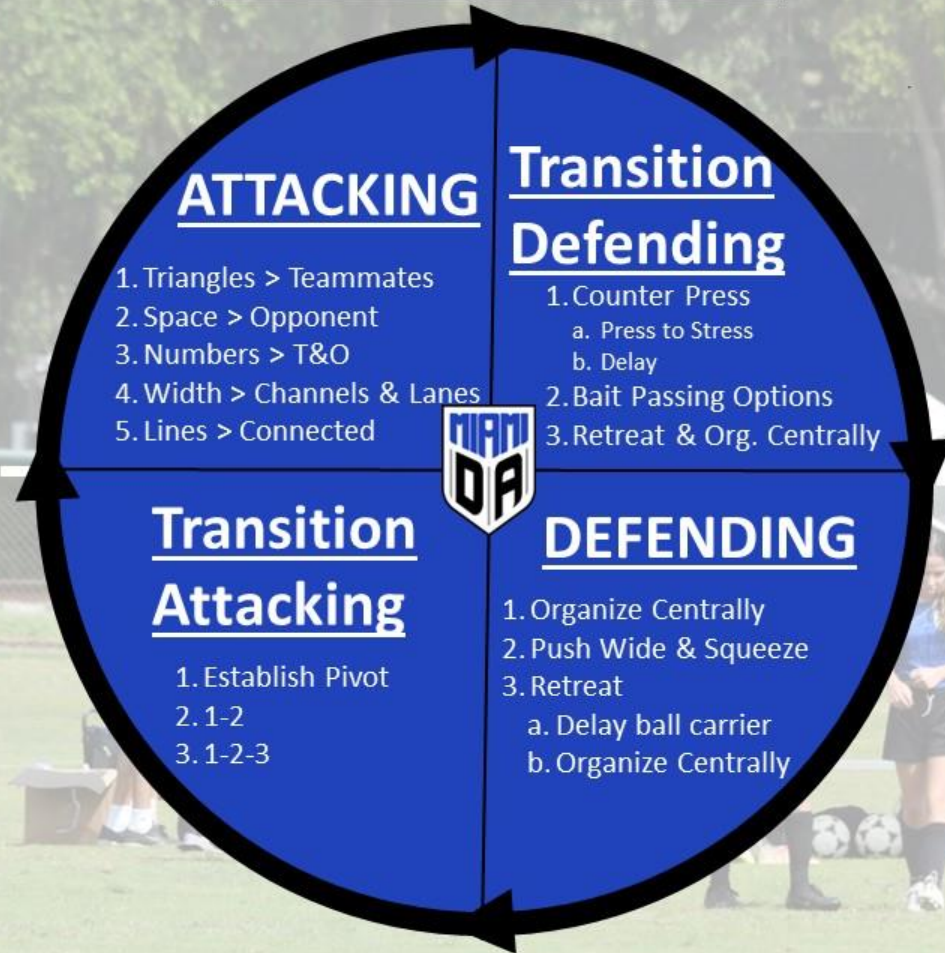 ATTACKING
1. Triangles > Teammates
2. Space > Opponent
3. Numbers > T&O
4. Width > Channels & Lanes
5. Lines > Connected
Transition
Defending
1. Counter Press
a. Press to Stress
b. Delay
2. Bait Passing Options
3. Retreat & Org. Centrally
MIAMI
DA
Transition
Attacking
1. Establish Pivot
2. 1-2
3. 1-2-3
DEFENDING
1. Organize Centrally
2. Push Wide & Squeeze
3. Retreat
a. Delay ball carrier
b. Organize Centrally